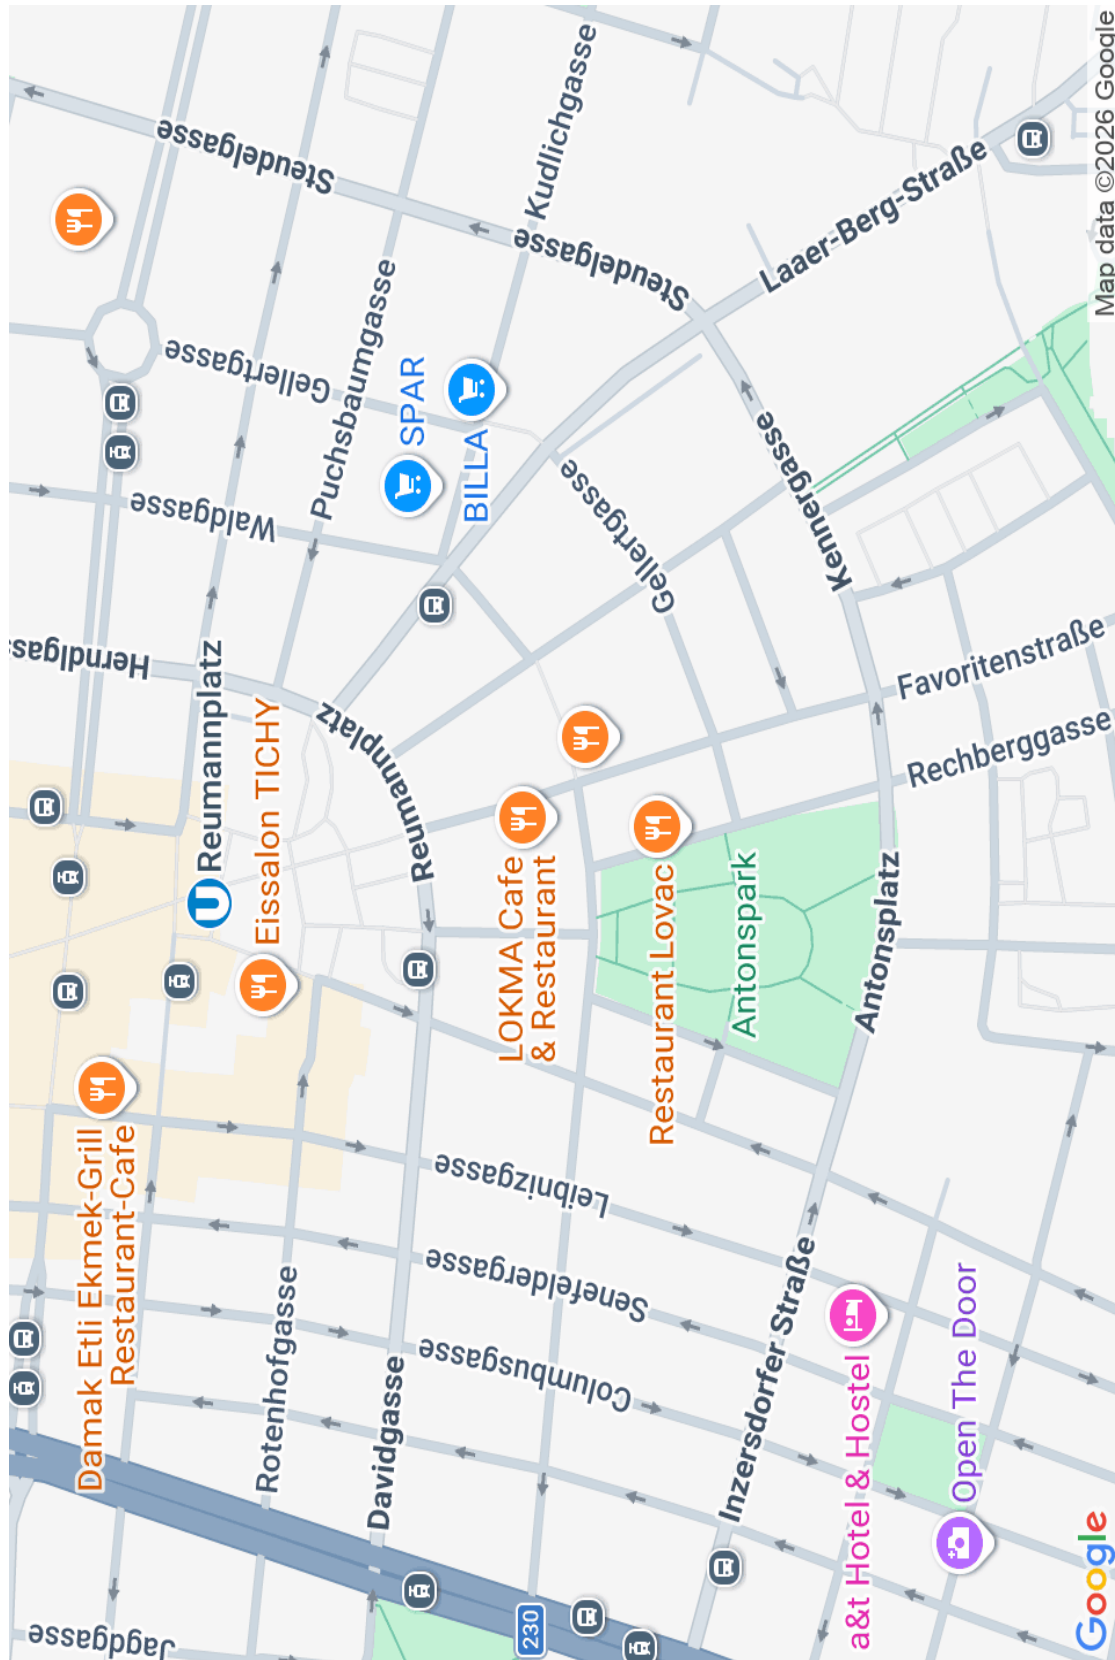 Steudelgasse
Kudlichgasse
Steudelgasse
Laaer-Berg-Straße
Gellertgasse
Puchsbaumgasse
SPAR
BILLA
Waldgasse
Gellertgasse
Kennergasse
Herndlgass
Reumannplatz
Eissalon TICHY
Reumannplatz
Favoritenstraße
Rechberggasse
LOKMA Cafe
& Restaurant
Restaurant Lovac
Antonspark
Antonsplatz
Damak Etli Ekmek-Grill
Restaurant-Cafe
Leibnizgasse
Senefeldergasse
Columbusgasse
Rotenhofgasse
Davidgasse
Inzersdorfer Straße
a&t Hotel & Hostel
Open The Door
Jagdgasse
230
Google
Map data ©2026 Google